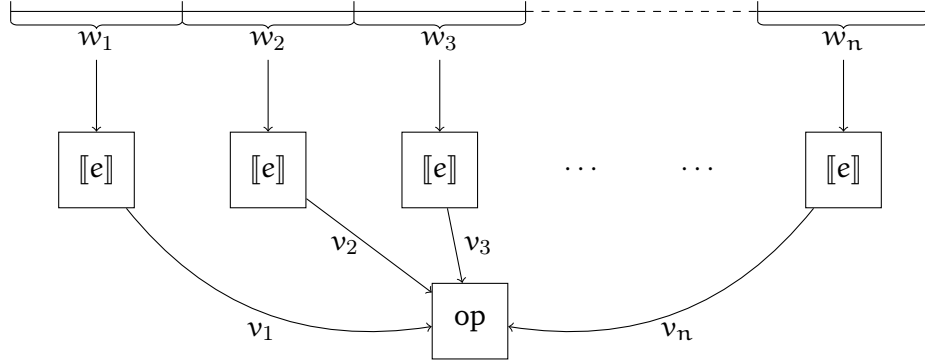 w₁ w₂ w₃ wₙ
⟦e⟧ ⟦e⟧ ⟦e⟧ ··· ··· ⟦e⟧
v₂ v₃
v₁ op vₙ